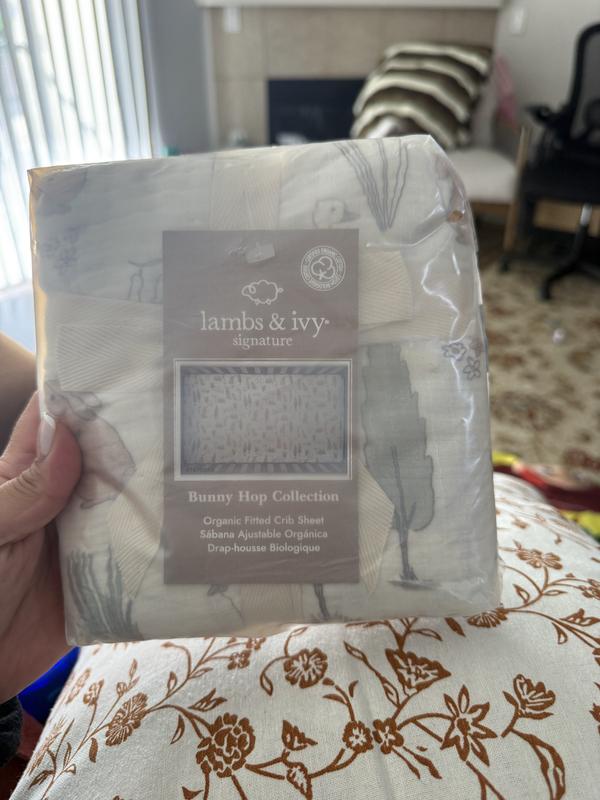 lambs & ivy®
signature
Bunny Hop Collection
Organic Fitted Crib Sheet
Sábana Ajustable Orgánica
Drap-housse Biologique